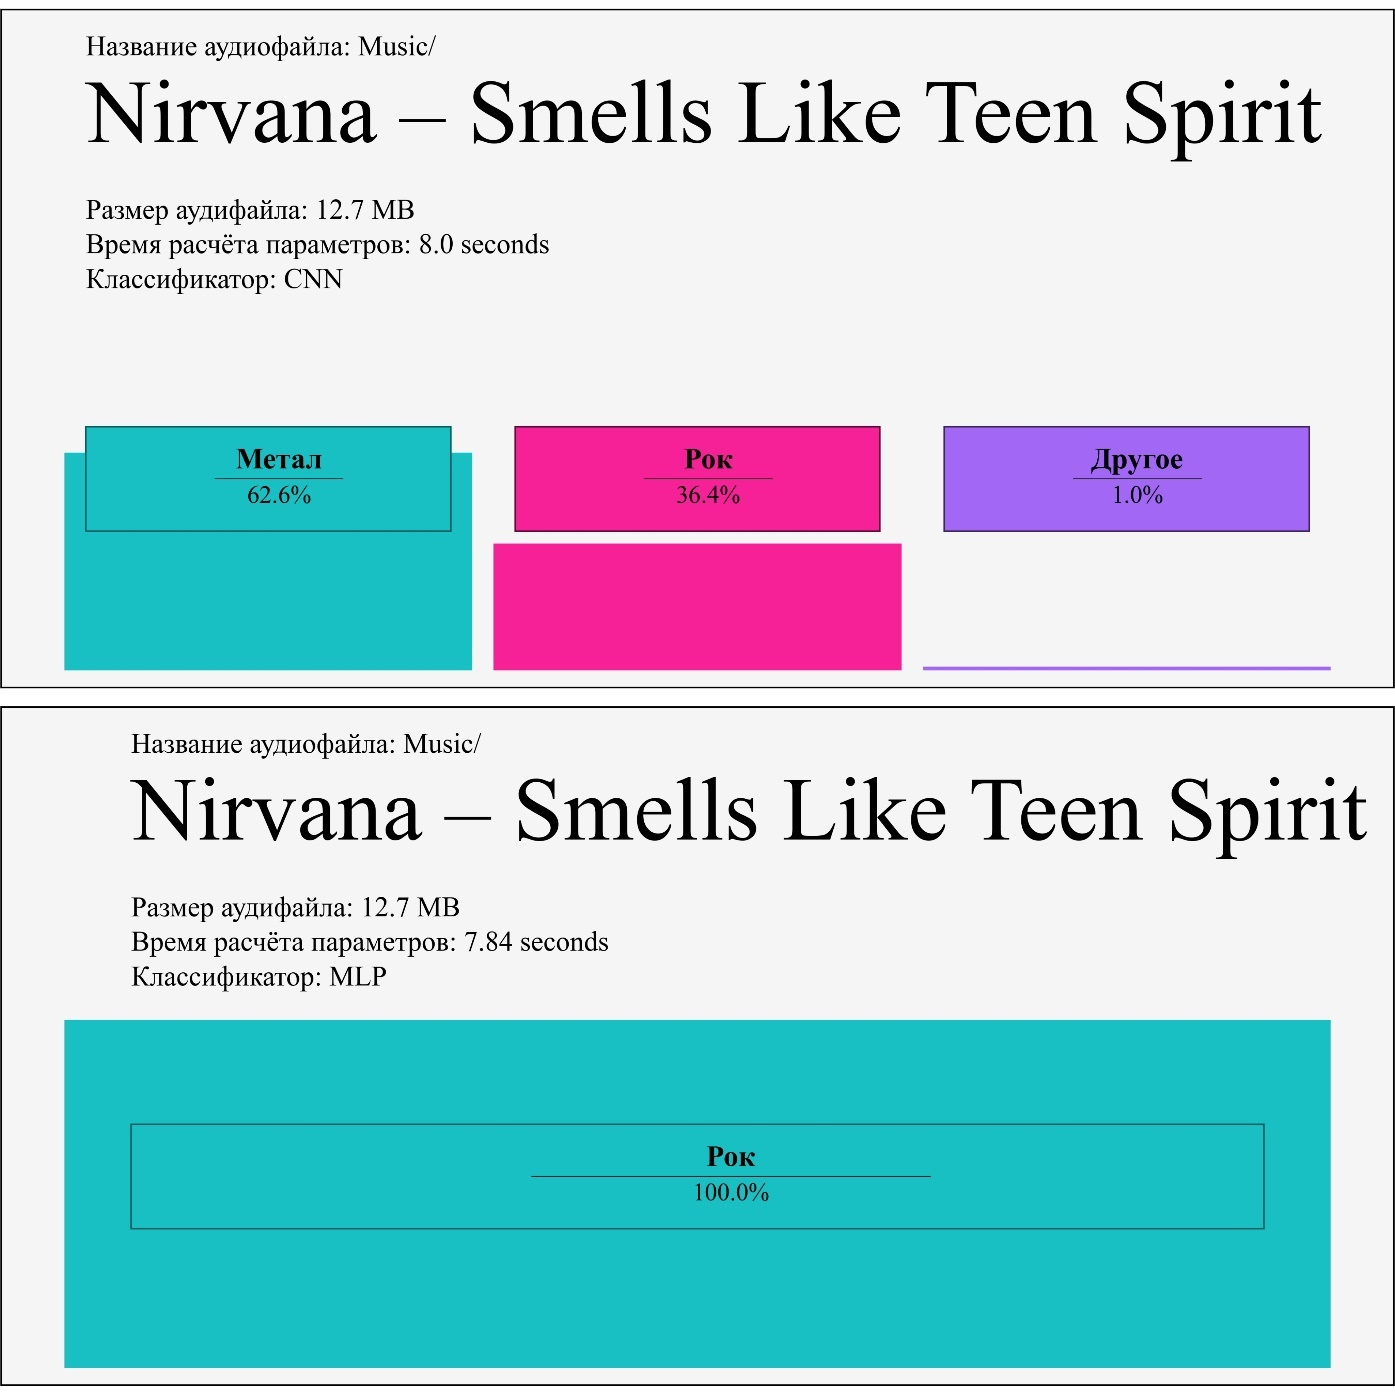 Название аудиофайла: Music/
Nirvana – Smells Like Teen Spirit
Размер аудифайла: 12.7 MB
Время расчёта параметров: 8.0 seconds
Классификатор: CNN
Метал
62.6%
Рок
36.4%
Другое
1.0%
Название аудиофайла: Music/
Nirvana – Smells Like Teen Spirit
Размер аудифайла: 12.7 MB
Время расчёта параметров: 7.84 seconds
Классификатор: MLP
Рок
100.0%